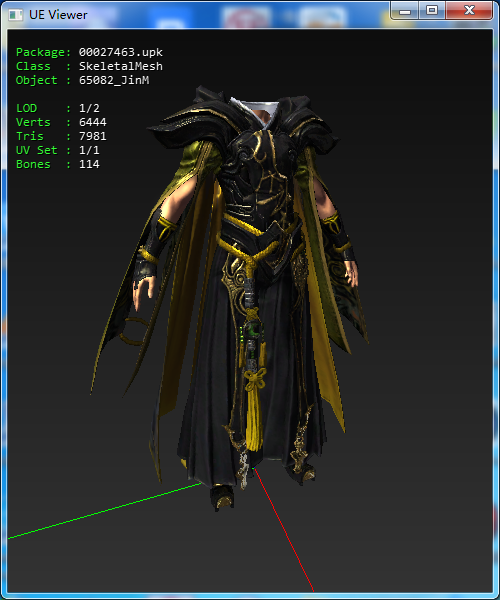 UE Viewer
Package: 00027463.upk
Class : SkeletalMesh
Object : 65082_JinM
LOD : 1/2
Verts : 6444
Tris : 7981
UV Set : 1/1
Bones : 114